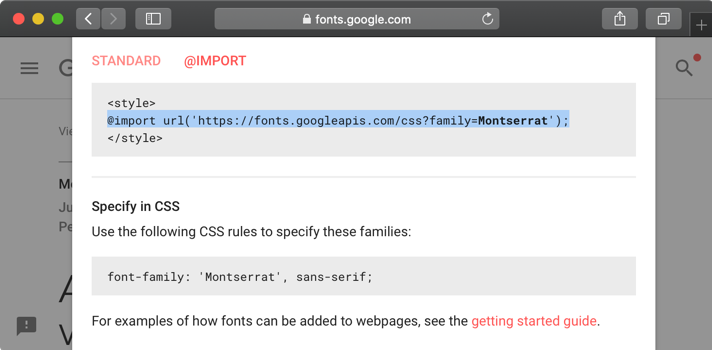 fonts.google.com
STANDARD @IMPORT
<style>
@import url('https://fonts.googleapis.com/css?family=Montserrat');
</style>
Specify in CSS
Use the following CSS rules to specify these families:
font-family: 'Montserrat', sans-serif;
For examples of how fonts can be added to webpages, see the getting started guide.